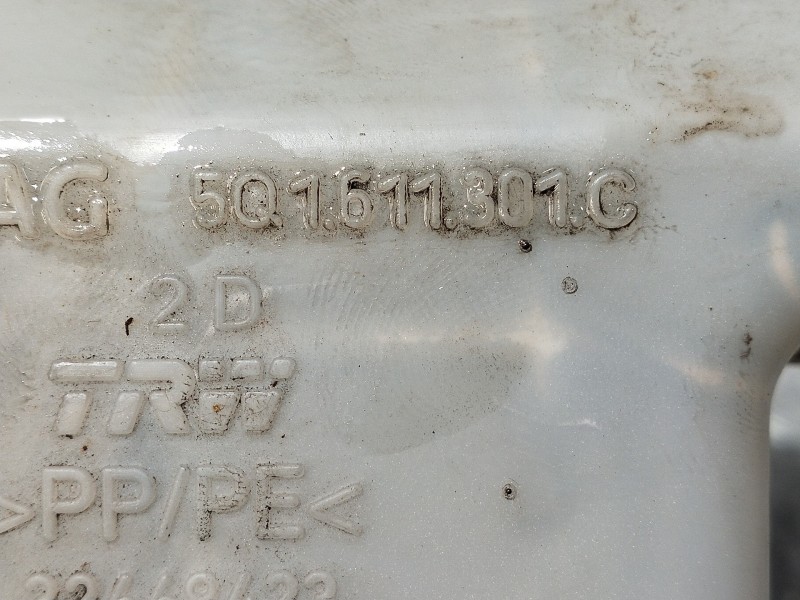 AG 5Q1.611.301.C
2 D
TRW
>PP/PE<